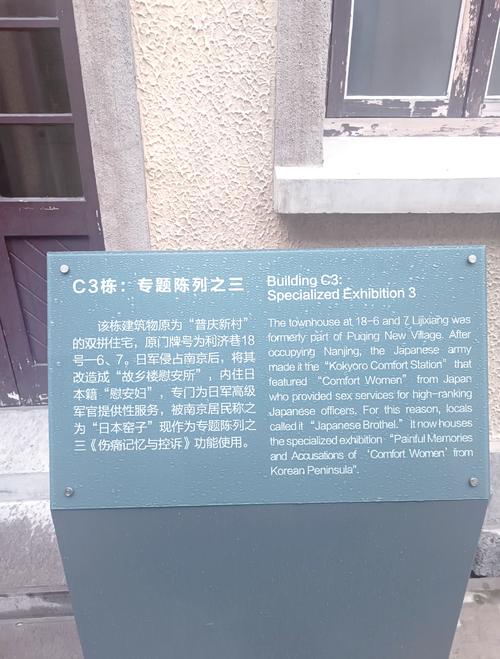 C3栋：专题陈列之三
该栋建筑物原为“普庆新村”
的双拼住宅，原门牌号为利济巷18
号—6、7。日军侵占南京后，将其
改造成“故乡楼慰安所”，内住日
本籍“慰安妇”，专门为日军高级
军官提供性服务，被南京居民称之
为“日本窑子”现作为专题陈列之
三《伤痛记忆与控诉》功能使用。
Building C3:
Specialized Exhibition 3
The townhouse at 18-6 and 7 Lijixiang was
formerly part of Puqing New Village. After
occupying Nanjing, the Japanese army
made it the “Kokyoro Comfort Station” that
featured “Comfort Women” from Japan
who provided sex services for high-ranking
Japanese officers. For this reason, locals
called it “Japanese Brothel.” It now houses
the specialized exhibition “Painful Memories
and Accusations of ‘Comfort Women’ from
Korean Peninsula”.